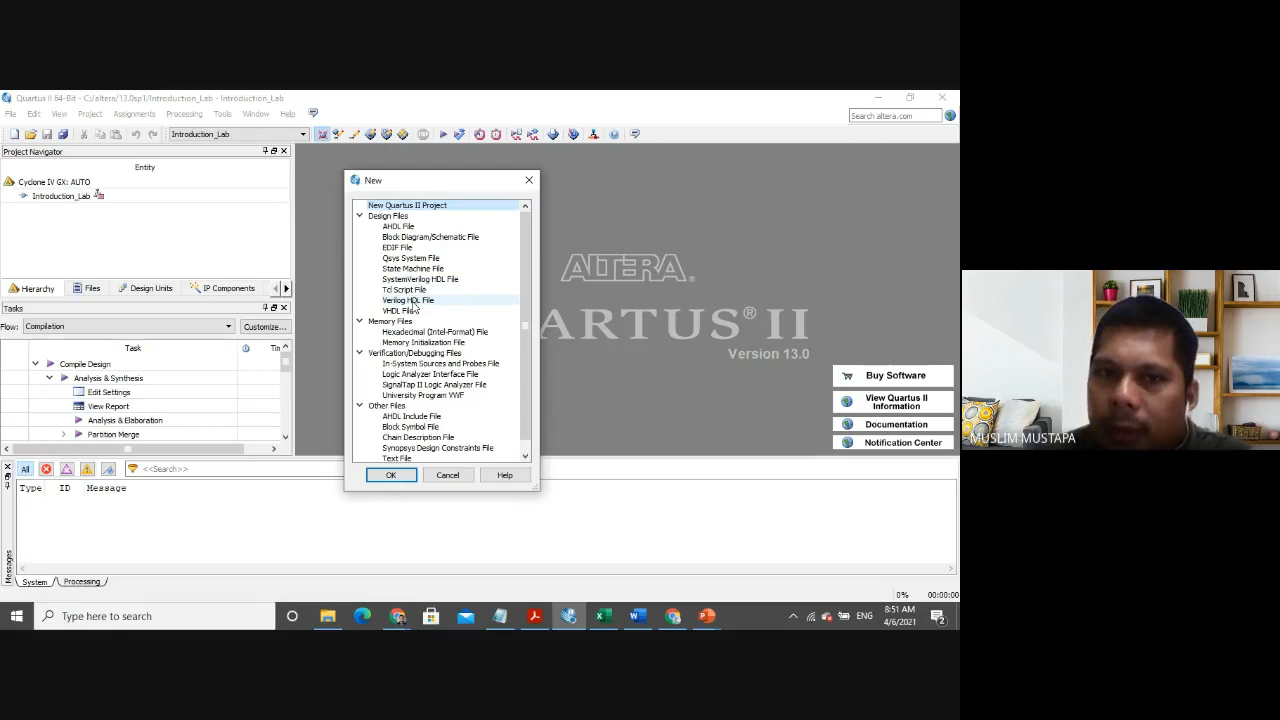 Quartus II 64-Bit - C:/altera/13.0sp1/Introduction_Lab - Introduction_Lab
File Edit View Project Assignments Processing Tools Window Help
Search altera.com
Introduction_Lab
Project Navigator
Entity
Cyclone IV GX: AUTO
Introduction_Lab
Hierarchy Files Design Units IP Components
Tasks
Flow: Compilation Customize...
Task Tin
Compile Design
Analysis & Synthesis
Edit Settings
View Report
Analysis & Elaboration
Partition Merge
New
New Quartus II Project
Design Files
AHDL File
Block Diagram/Schematic File
EDIF File
Qsys System File
State Machine File
SystemVerilog HDL File
Tcl Script File
Verilog HDL File
VHDL File
Memory Files
Hexadecimal (Intel-Format) File
Memory Initialization File
Verification/Debugging Files
In-System Sources and Probes File
Logic Analyzer Interface File
SignalTap II Logic Analyzer File
University Program VWF
Other Files
AHDL Include File
Block Symbol File
Chain Description File
Synopsys Design Constraints File
Text File
OK Cancel Help
ALTERA®
ARTUS® II
Version 13.0
Buy Software
View Quartus II
Information
Documentation
Notification Center
MUSLIM MUSTAPA
All <<Search>>
Type ID Message
Messages
System Processing
0% 00:00:00
Type here to search
ENG
8:51 AM
4/6/2021
2